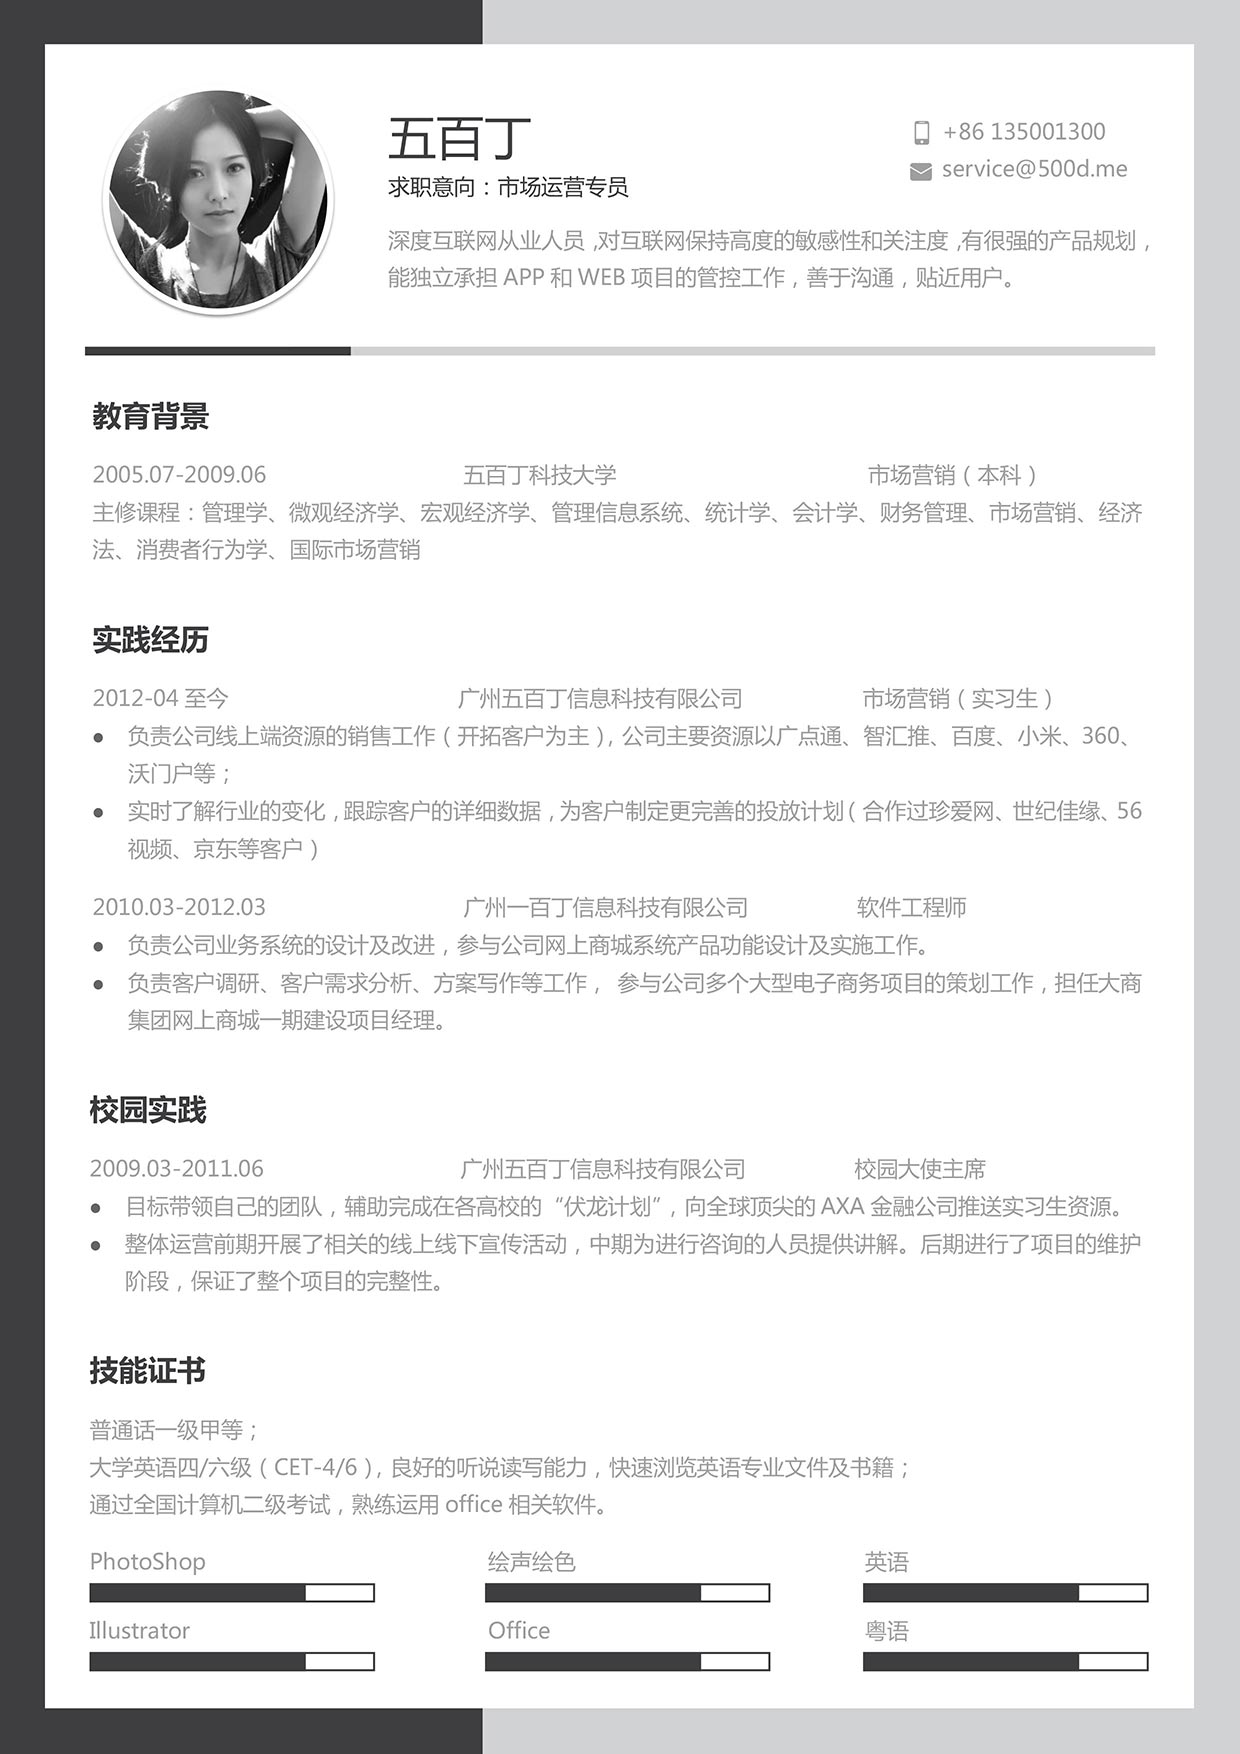 五百丁
求职意向：市场运营专员
+86 135001300
service@500d.me
深度互联网从业人员，对互联网保持高度的敏感性和关注度，有很强的产品规划，
能独立承担 APP 和 WEB 项目的管控工作，善于沟通，贴近用户。
教育背景
2005.07-2009.06 五百丁科技大学 市场营销（本科）
主修课程：管理学、微观经济学、宏观经济学、管理信息系统、统计学、会计学、财务管理、市场营销、经济
法、消费者行为学、国际市场营销
实践经历
2012-04 至今 广州五百丁信息科技有限公司 市场营销（实习生）
● 负责公司线上端资源的销售工作（开拓客户为主），公司主要资源以广点通、智汇推、百度、小米、360、
沃门户等；
● 实时了解行业的变化，跟踪客户的详细数据，为客户制定更完善的投放计划（合作过珍爱网、世纪佳缘、56
视频、京东等客户）
2010.03-2012.03 广州一百丁信息科技有限公司 软件工程师
● 负责公司业务系统的设计及改进，参与公司网上商城系统产品功能设计及实施工作。
● 负责客户调研、客户需求分析、方案写作等工作， 参与公司多个大型电子商务项目的策划工作，担任大商
集团网上商城一期建设项目经理。
校园实践
2009.03-2011.06 广州五百丁信息科技有限公司 校园大使主席
● 目标带领自己的团队，辅助完成在各高校的“伏龙计划”，向全球顶尖的 AXA 金融公司推送实习生资源。
● 整体运营前期开展了相关的线上线下宣传活动，中期为进行咨询的人员提供讲解。后期进行了项目的维护
阶段，保证了整个项目的完整性。
技能证书
普通话一级甲等；
大学英语四/六级（CET-4/6），良好的听说读写能力，快速浏览英语专业文件及书籍；
通过全国计算机二级考试，熟练运用 office 相关软件。
PhotoShop 绘声绘色 英语
Illustrator Office 粤语